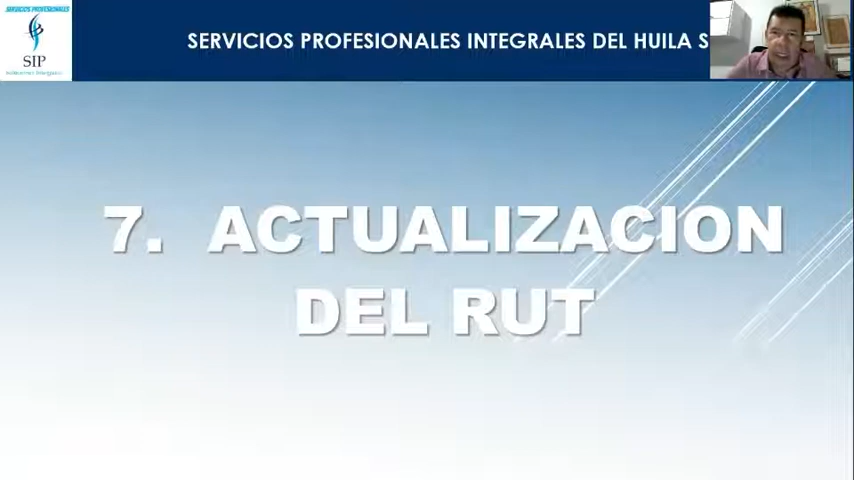 SERVICIOS PROFESIONALES
SIP
SERVICIOS PROFESIONALES INTEGRALES DEL HUILA S
7. ACTUALIZACION
DEL RUT